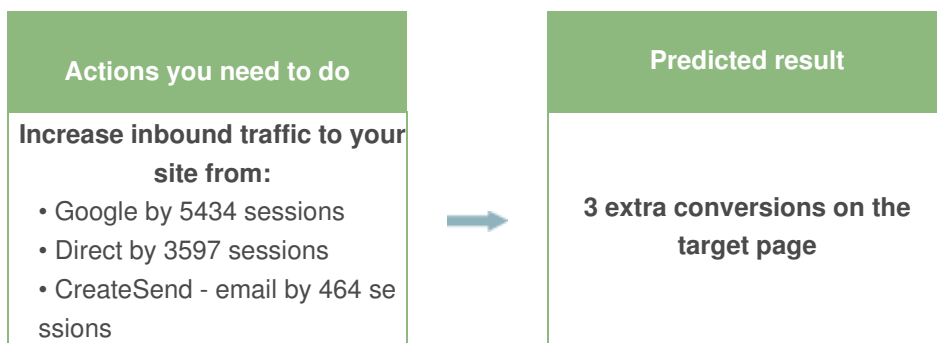 Actions you need to do
Increase inbound traffic to your
site from:
• Google by 5434 sessions
• Direct by 3597 sessions
• CreateSend - email by 464 se
ssions
Predicted result
3 extra conversions on the
target page